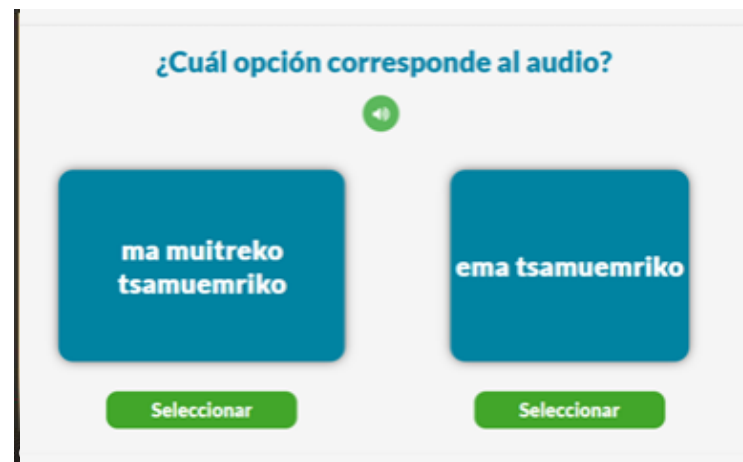 ¿Cuál opción corresponde al audio?
ma muitreko
tsamuemriko
ema tsamuemriko
Seleccionar
Seleccionar